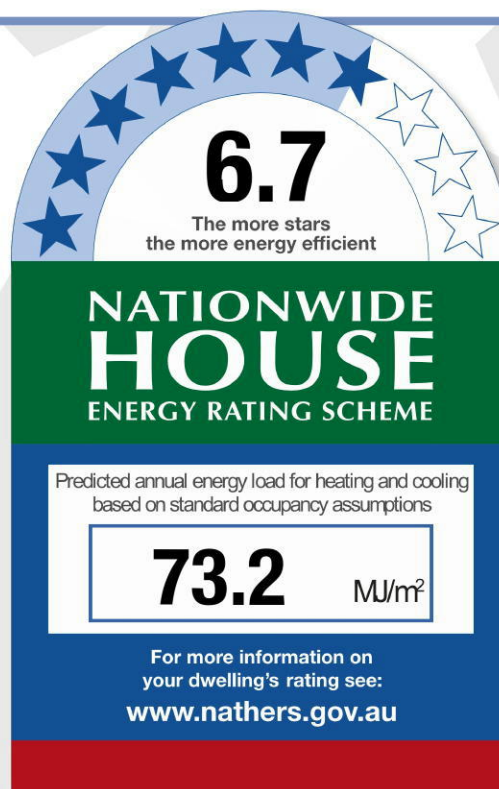 6.7
The more stars
the more energy efficient
NATIONWIDE
HOUSE
ENERGY RATING SCHEME
Predicted annual energy load for heating and cooling
based on standard occupancy assumptions
73.2 MJ/m²
For more information on
your dwelling's rating see:
www.nathers.gov.au